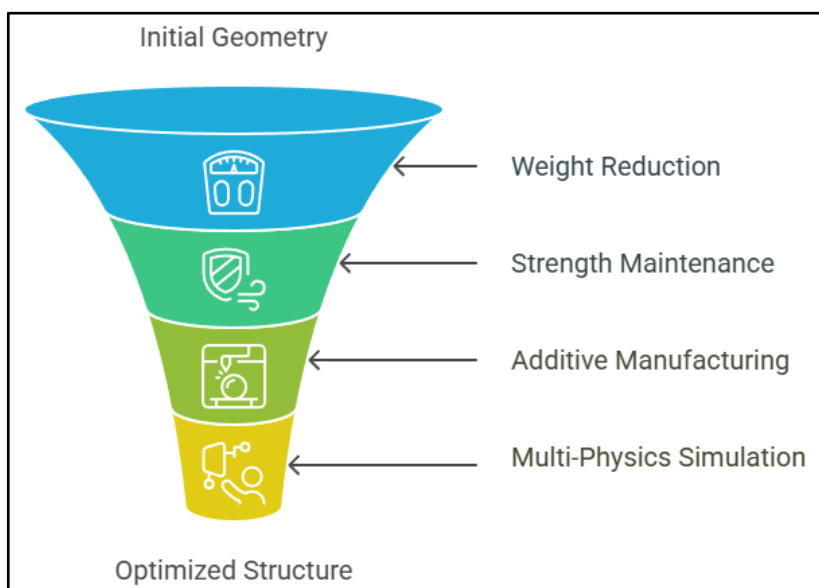 Initial Geometry
Weight Reduction
Strength Maintenance
Additive Manufacturing
Multi-Physics Simulation
Optimized Structure